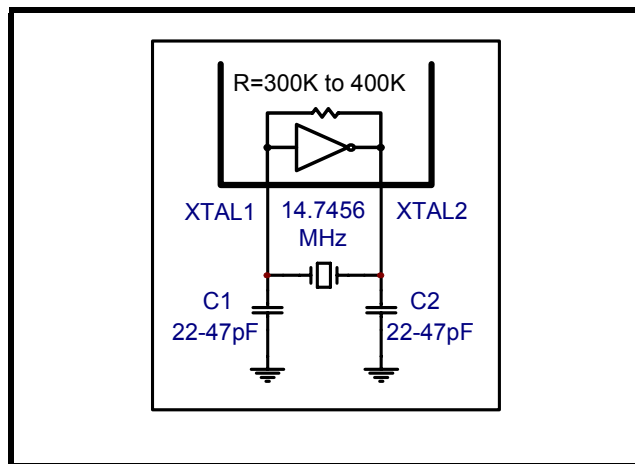 R=300K to 400K
XTAL1 14.7456 XTAL2
MHz
C1 C2
22-47pF 22-47pF